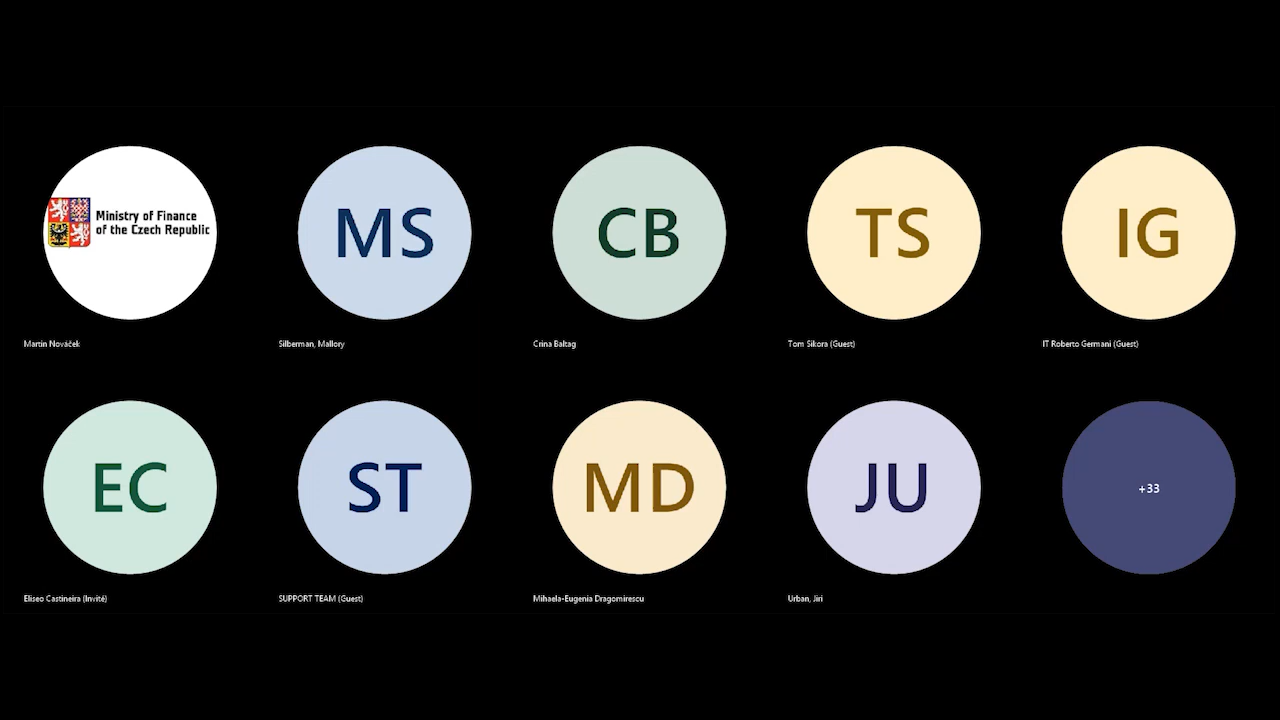 Ministry of Finance
of the Czech Republic
MS
CB
TS
IG
Martin Nováček
Silberman, Mallory
Crina Baltag
Tom Sikora (Guest)
IT Roberto Germani (Guest)
EC
ST
MD
JU
+33
Eliseo Castineira (Invité)
SUPPORT TEAM (Guest)
Mihaela-Eugenia Dragomirescu
Urban, Jiri